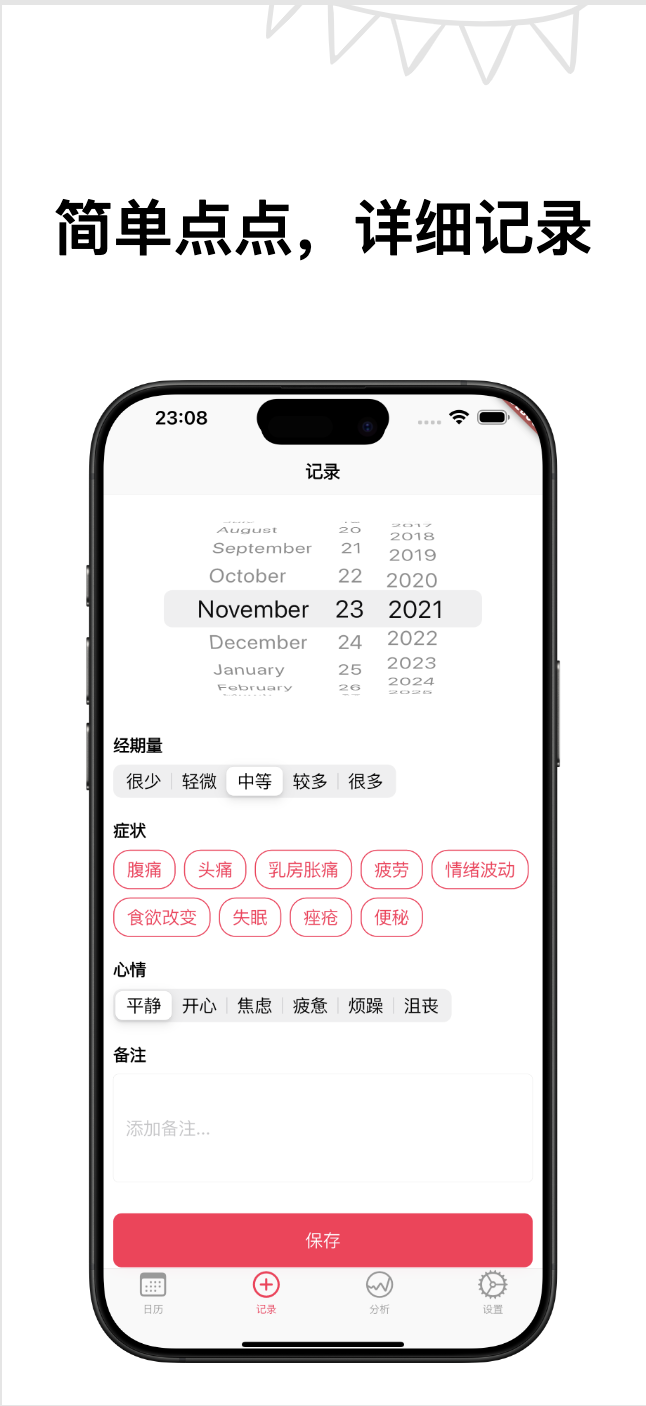 简单点点，详细记录
23:08
记录
August 20 2017
September 21 2018
October 22 2019
2020
November 23 2021
December 24 2022
January 25 2023
February 26 2024
2025
经期量
很少 轻微 中等 较多 很多
症状
腹痛 头痛 乳房胀痛 疲劳 情绪波动
食欲改变 失眠 痤疮 便秘
心情
平静 开心 焦虑 疲惫 烦躁 沮丧
备注
添加备注...
保存
日历 记录 分析 设置